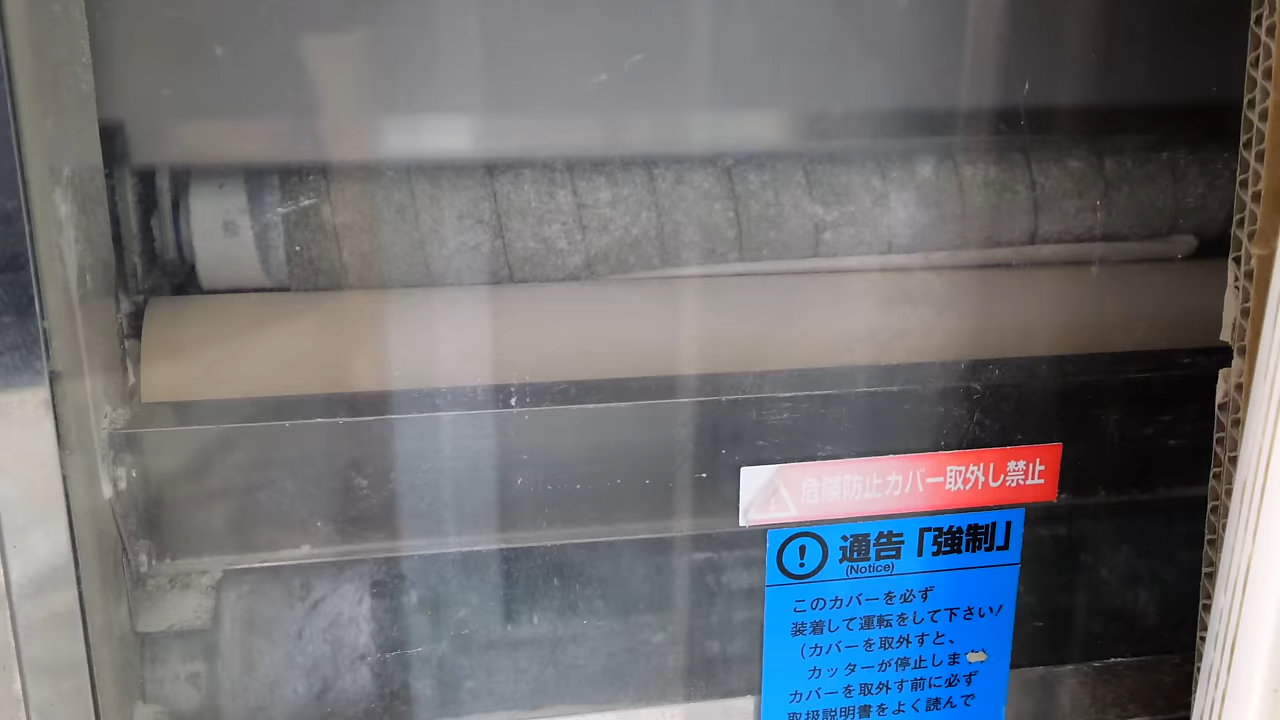 危険防止カバー取外し禁止
通告「強制」
(Notice)
このカバーを必ず
装着して運転をして下さい!
(カバーを取外すと、
カッターが停止します
カバーを取外す前に必ず
取扱説明書をよく読んで